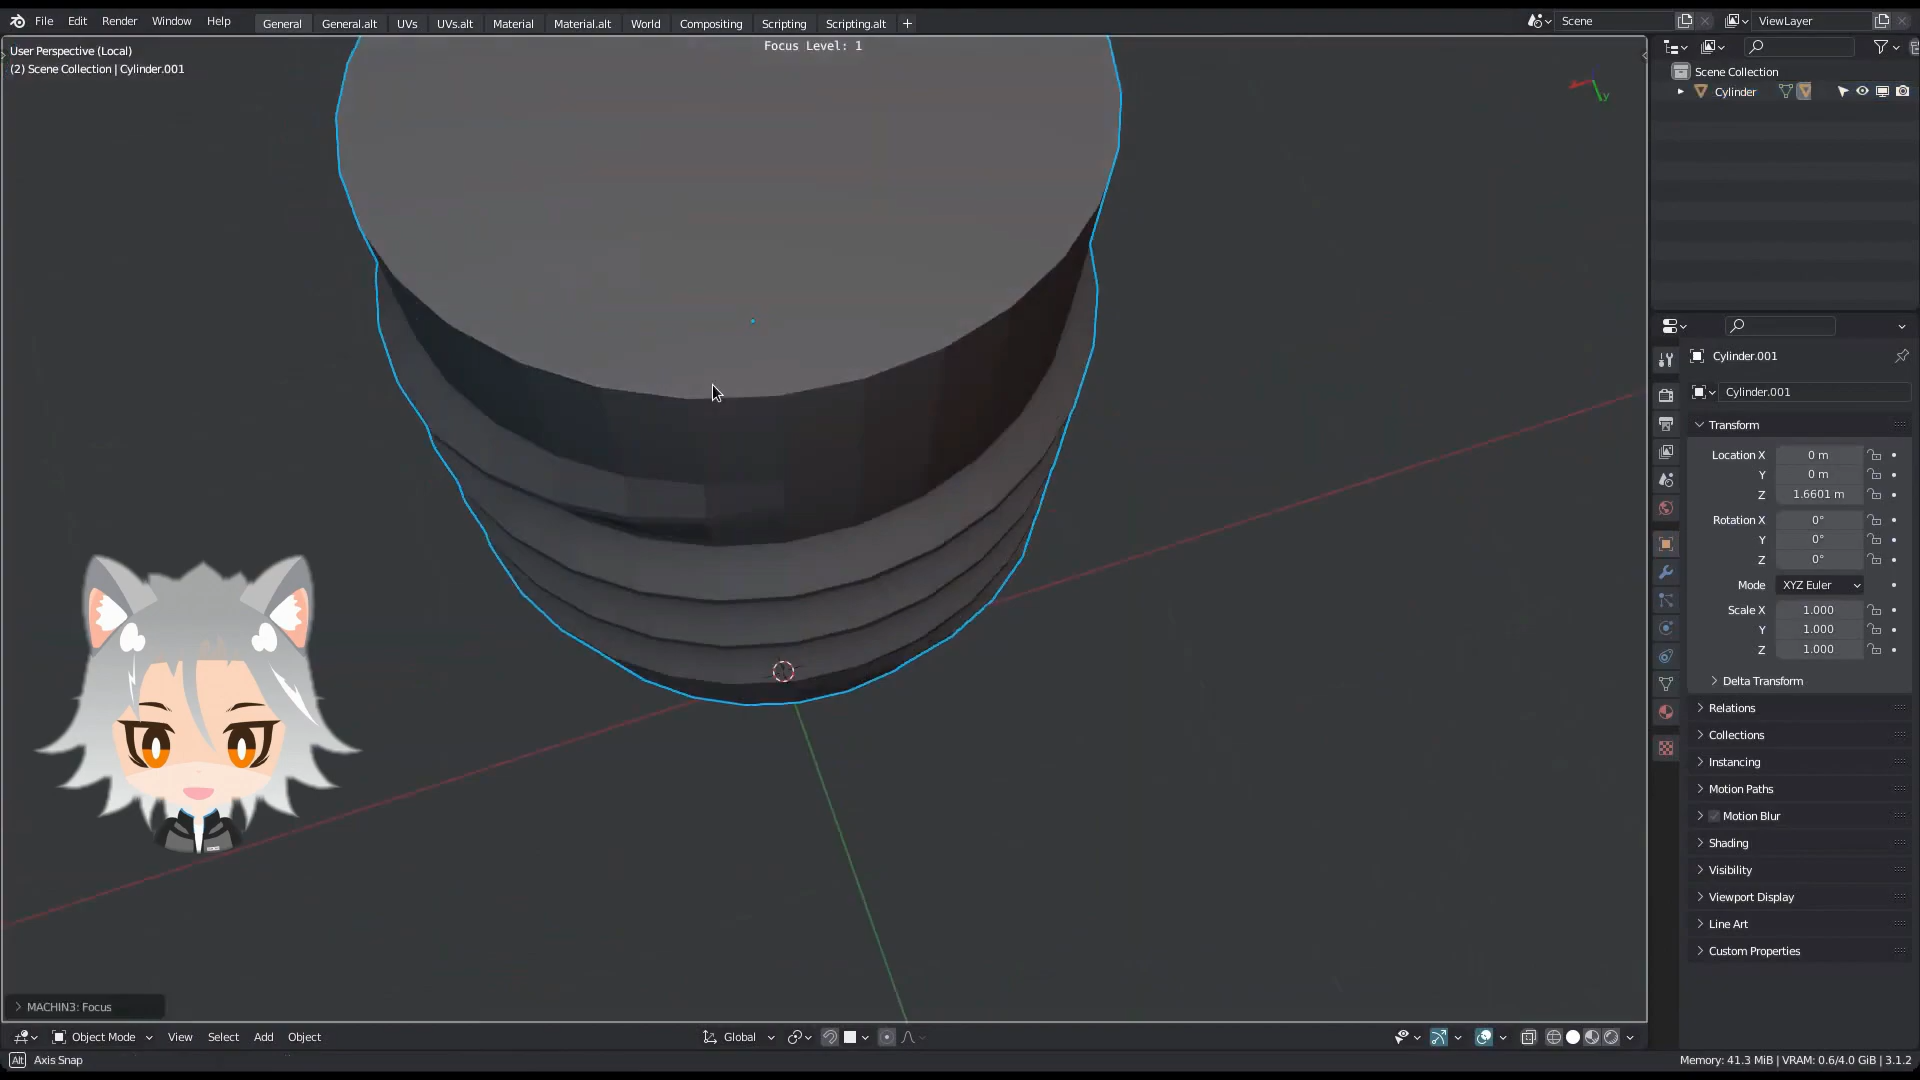 File Edit Render Window Help General General.alt UVs UVs.alt Material Material.alt World Compositing Scripting Scripting.alt + Scene ViewLayer
User Perspective (Local)
(2) Scene Collection | Cylinder.001
Focus Level: 1
Y
Scene Collection
Cylinder
Cylinder.001
Cylinder.001
Transform
Location X 0 m
Y 0 m
Z 1.6601 m
Rotation X 0°
Y 0°
Z 0°
Mode XYZ Euler
Scale X 1.000
Y 1.000
Z 1.000
Delta Transform
Relations
Collections
Instancing
Motion Paths
Motion Blur
Shading
Visibility
Viewport Display
Line Art
Custom Properties
MACHIN3: Focus
Object Mode View Select Add Object Global
Alt Axis Snap
Memory: 41.3 MiB | VRAM: 0.6/4.0 GiB | 3.1.2